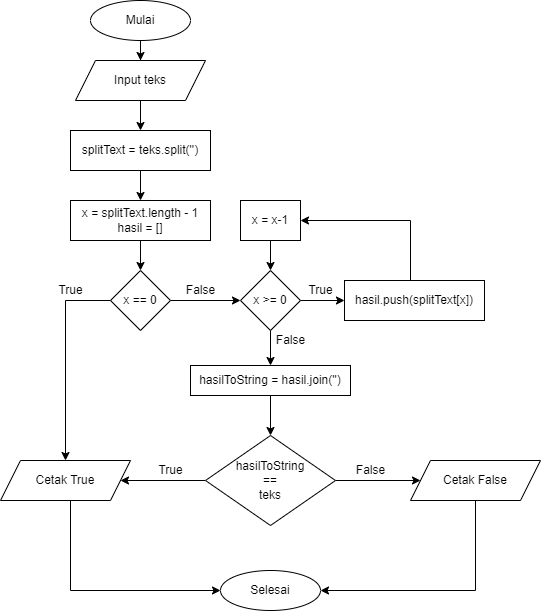 Mulai
Input teks
splitText = teks.split('')
x = splitText.length - 1
hasil = []
x = x-1
True
x == 0
False
x >= 0
True
hasil.push(splitText[x])
False
hasilToString = hasil.join('')
hasilToString
==
teks
True
False
Cetak True
Cetak False
Selesai